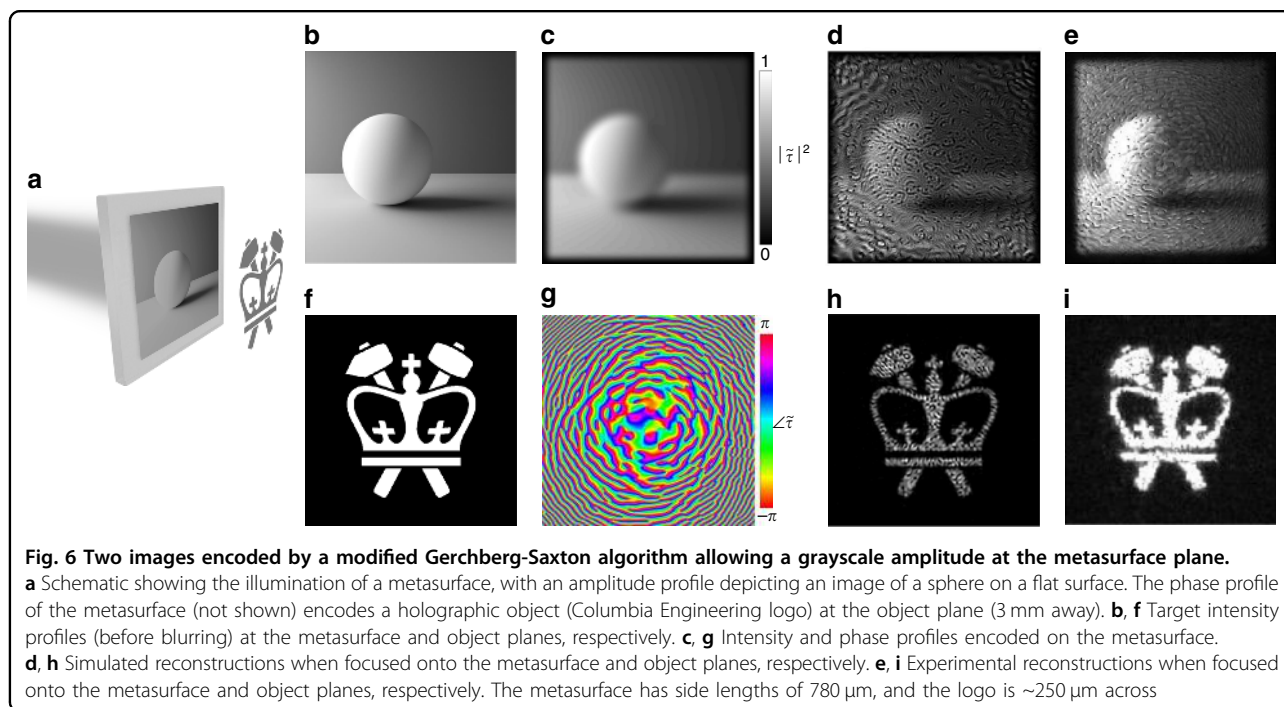 b
c
d
e
1
|τ̃|²
a
0
f
g
h
i
π
∠τ̃
−π
Fig. 6 Two images encoded by a modified Gerchberg-Saxton algorithm allowing a grayscale amplitude at the metasurface plane.
a Schematic showing the illumination of a metasurface, with an amplitude profile depicting an image of a sphere on a flat surface. The phase profile
of the metasurface (not shown) encodes a holographic object (Columbia Engineering logo) at the object plane (3 mm away). b, f Target intensity
profiles (before blurring) at the metasurface and object planes, respectively. c, g Intensity and phase profiles encoded on the metasurface.
d, h Simulated reconstructions when focused onto the metasurface and object planes, respectively. e, i Experimental reconstructions when focused
onto the metasurface and object planes, respectively. The metasurface has side lengths of 780 μm, and the logo is ~250 μm across